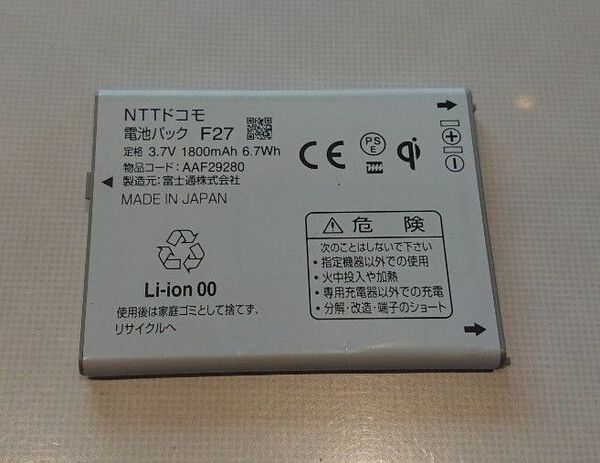 NTTドコモ
電池パック F27
定格 3.7V 1800mAh 6.7Wh
物品コード:AAF29280
製造元:富士通株式会社
MADE IN JAPAN
CE
PS
E
qi
Li-ion 00
使用後は家庭ゴミとして捨てず、
リサイクルへ
⚠ 危 険
次のことはしないで下さい
・指定機器以外での使用
・火中投入や加熱
・専用充電器以外での充電
・分解・改造・端子のショート